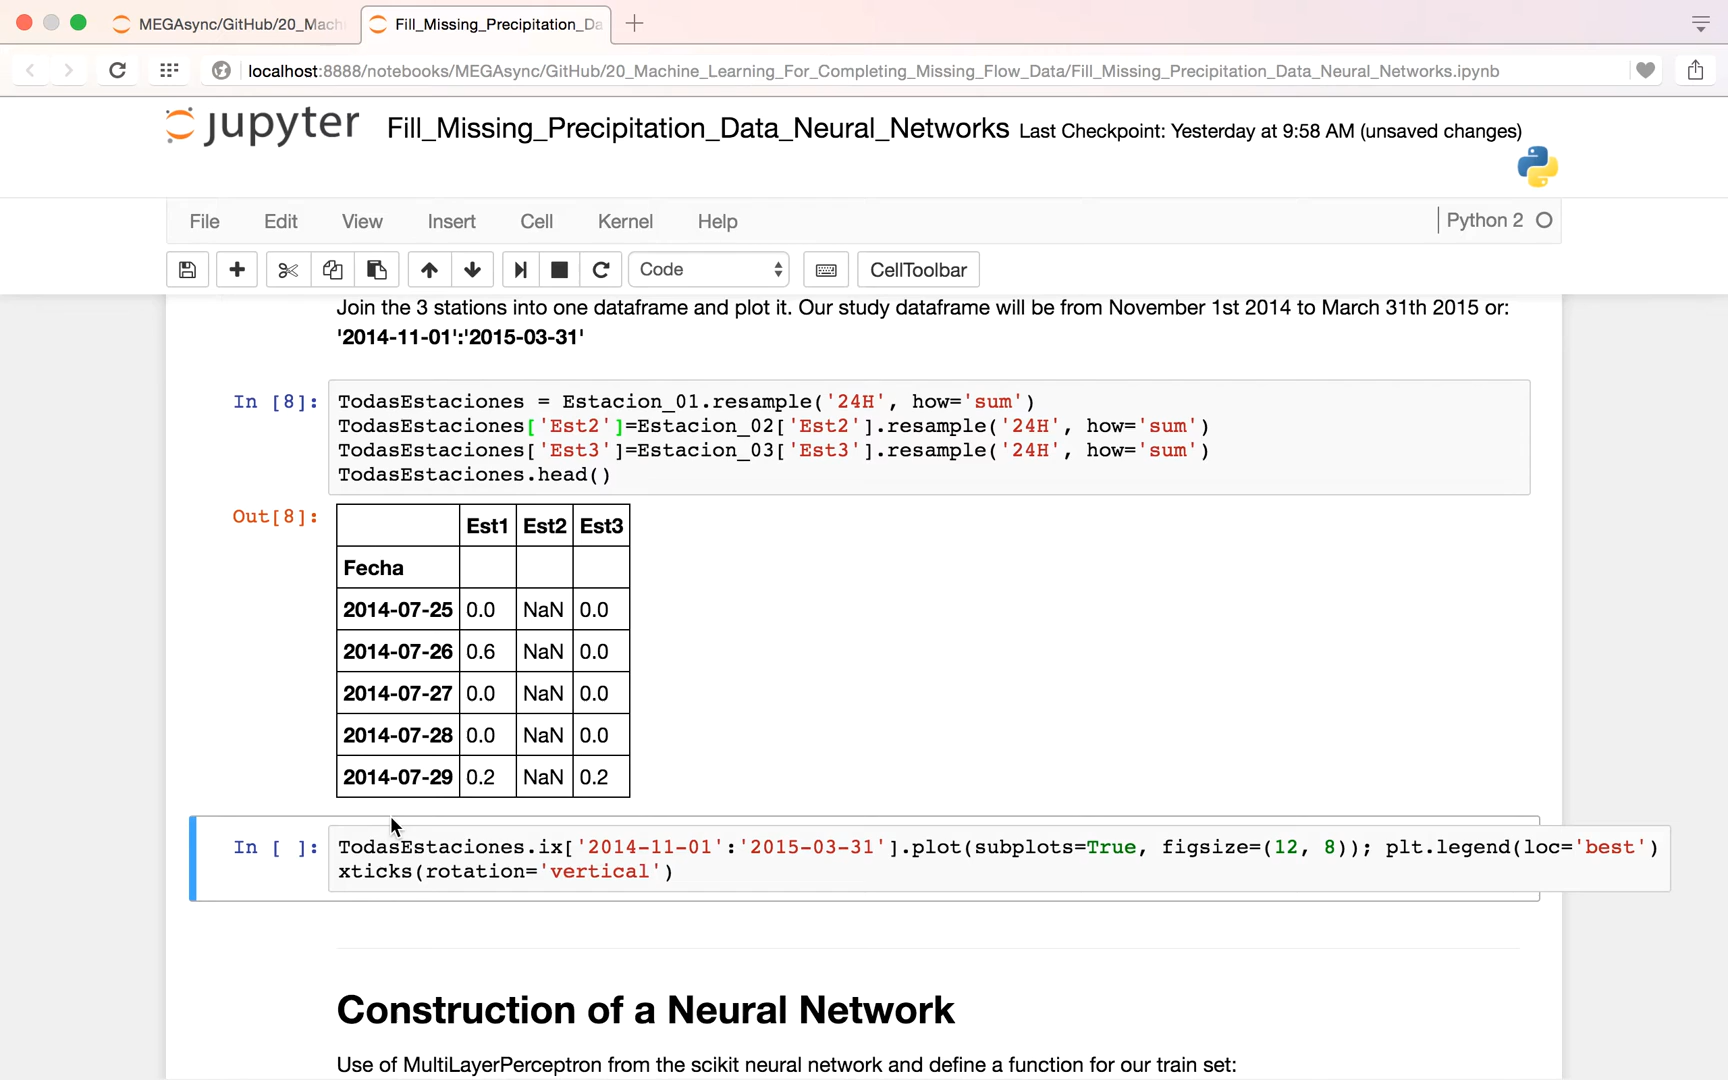 MEGAsync/GitHub/20_Mach
Fill_Missing_Precipitation_Da
localhost:8888/notebooks/MEGAsync/GitHub/20_Machine_Learning_For_Completing_Missing_Flow_Data/Fill_Missing_Precipitation_Data_Neural_Networks.ipynb
jupyter Fill_Missing_Precipitation_Data_Neural_Networks Last Checkpoint: Yesterday at 9:58 AM (unsaved changes)
File Edit View Insert Cell Kernel Help Python 2
Code CellToolbar
Join the 3 stations into one dataframe and plot it. Our study dataframe will be from November 1st 2014 to March 31th 2015 or:
'2014-11-01':'2015-03-31'
In [8]: TodasEstaciones = Estacion_01.resample('24H', how='sum')
TodasEstaciones['Est2']=Estacion_02['Est2'].resample('24H', how='sum')
TodasEstaciones['Est3']=Estacion_03['Est3'].resample('24H', how='sum')
TodasEstaciones.head()
Out[8]:
Est1 Est2 Est3
Fecha
2014-07-25 0.0 NaN 0.0
2014-07-26 0.6 NaN 0.0
2014-07-27 0.0 NaN 0.0
2014-07-28 0.0 NaN 0.0
2014-07-29 0.2 NaN 0.2
In [ ]: TodasEstaciones.ix['2014-11-01':'2015-03-31'].plot(subplots=True, figsize=(12, 8)); plt.legend(loc='best')
xticks(rotation='vertical')
Construction of a Neural Network
Use of MultiLayerPerceptron from the scikit neural network and define a function for our train set: